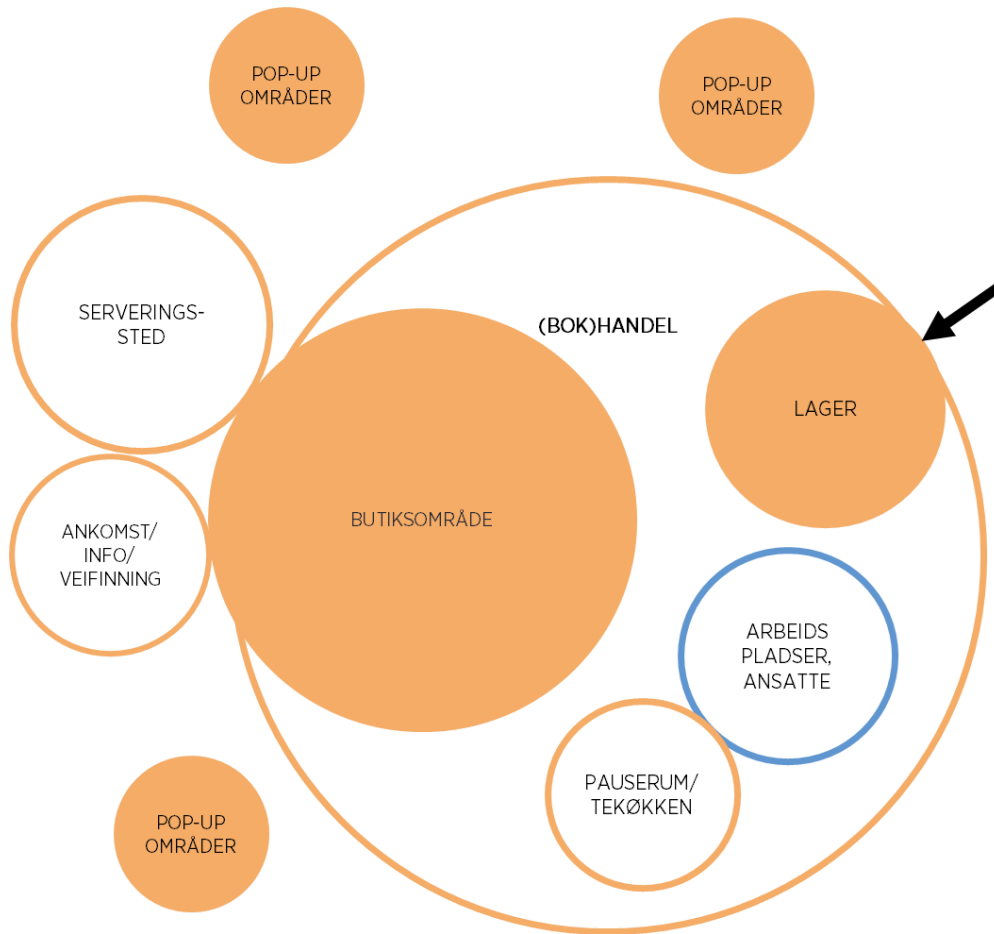 POP-UP
OMRÅDER
POP-UP
OMRÅDER
SERVERINGS-
STED
(BOK)HANDEL
LAGER
BUTIKSOMRÅDE
ANKOMST/
INFO/
VEIFINNING
ARBEIDS
PLADSER,
ANSATTE
PAUSERUM/
TEKØKKEN
POP-UP
OMRÅDER